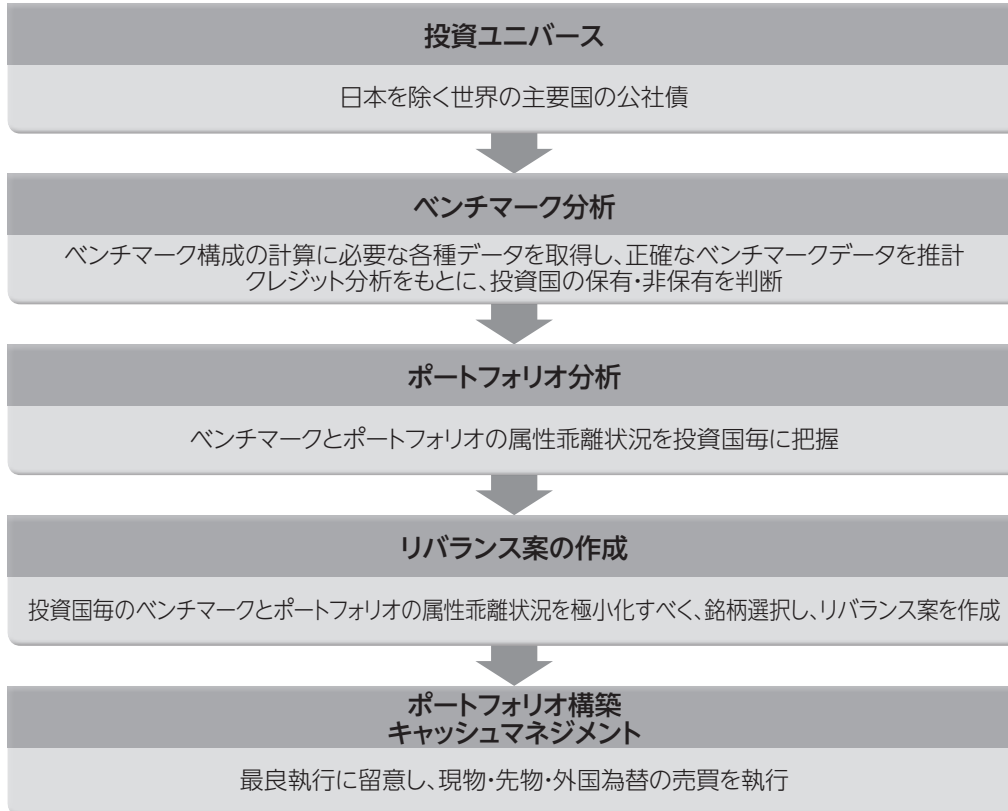 投資ユニバース
日本を除く世界の主要国の公社債
ベンチマーク分析
ベンチマーク構成の計算に必要な各種データを取得し、正確なベンチマークデータを推計
クレジット分析をもとに、投資国の保有・非保有を判断
ポートフォリオ分析
ベンチマークとポートフォリオの属性乖離状況を投資国毎に把握
リバランス案の作成
投資国毎のベンチマークとポートフォリオの属性乖離状況を極小化すべく、銘柄選択し、リバランス案を作成
ポートフォリオ構築
キャッシュマネジメント
最良執行に留意し、現物・先物・外国為替の売買を執行